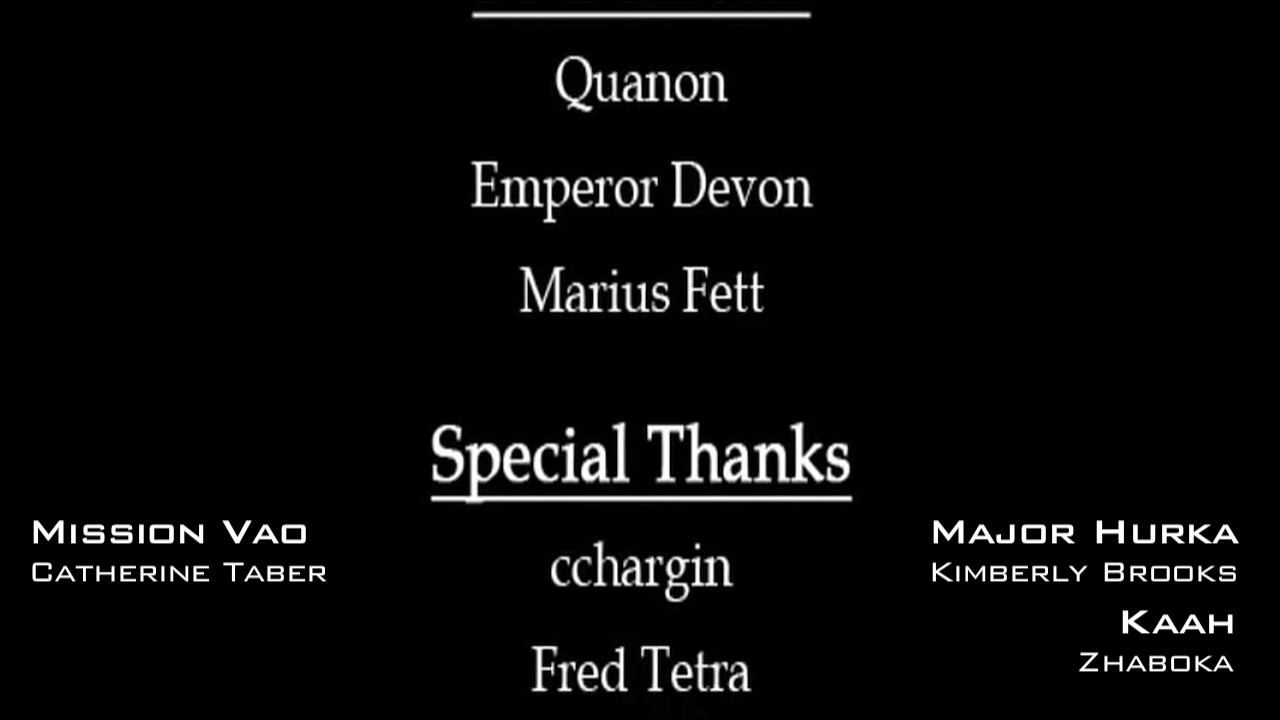 Quanon
Emperor Devon
Marius Fett
Special Thanks
cchargin
Fred Tetra
Mission Vao
Catherine Taber
Major Hurka
Kimberly Brooks
Kaah
Zhaboka